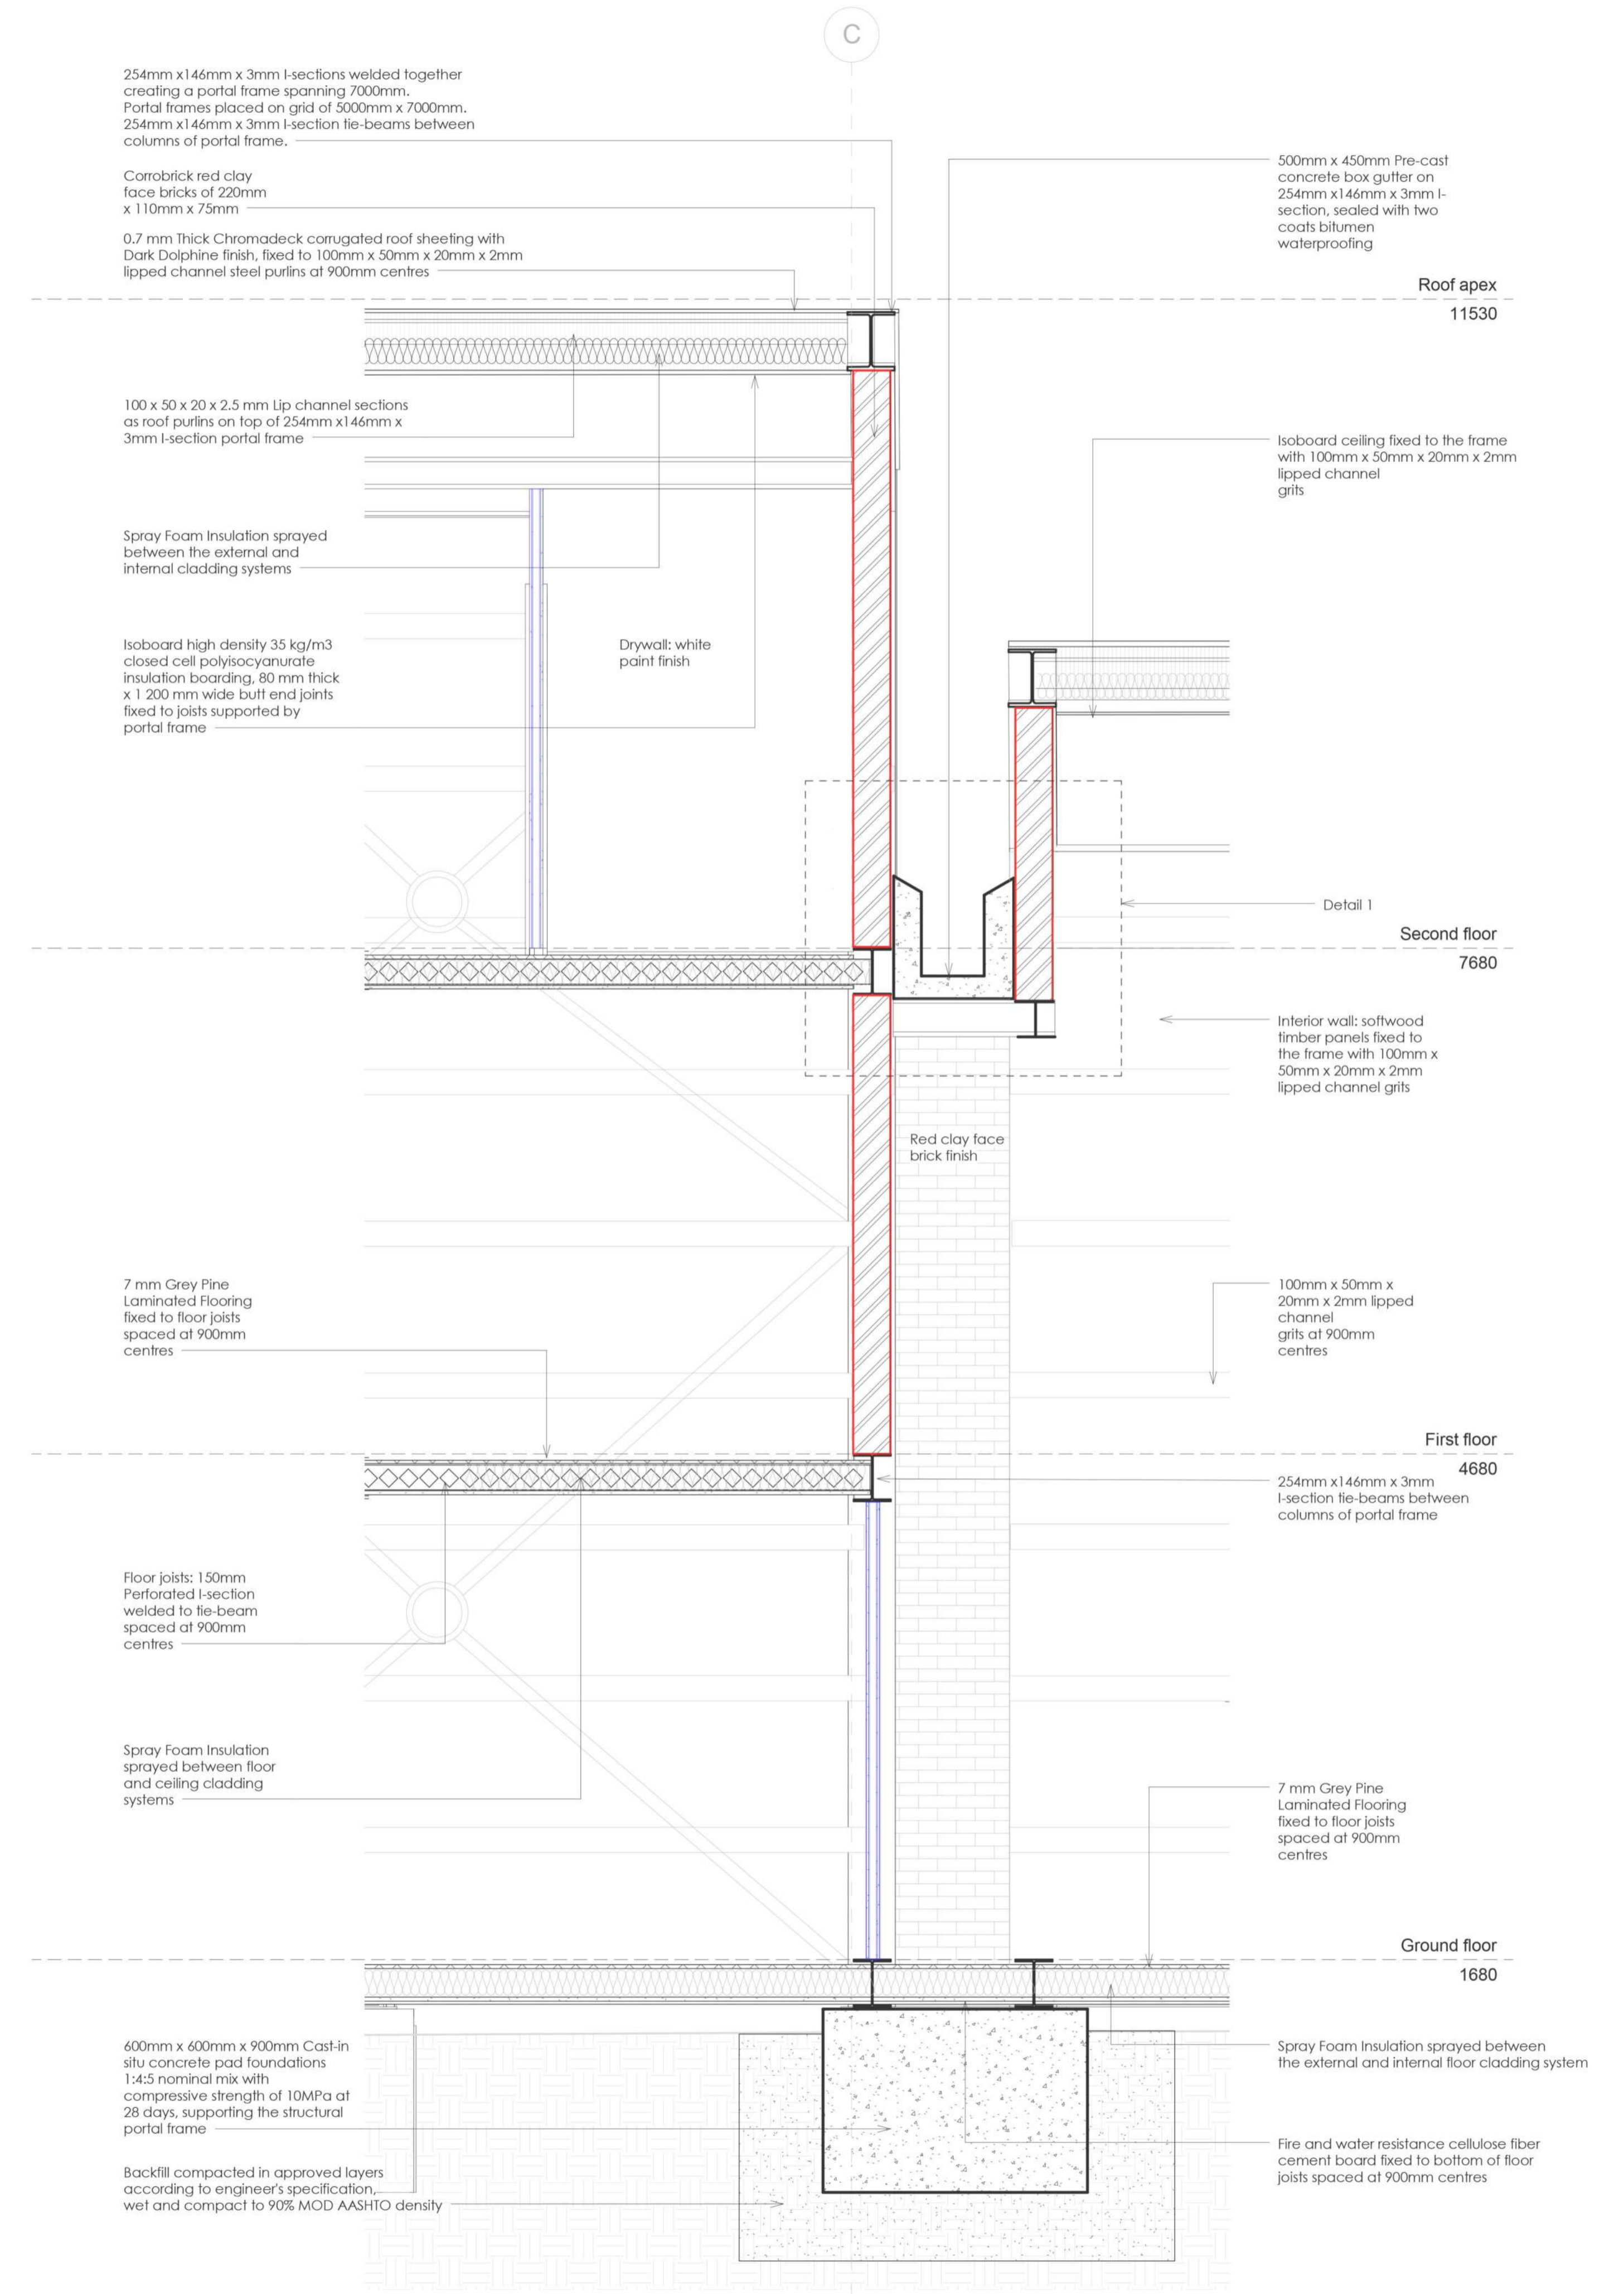 C
254mm x146mm x 3mm I-sections welded together
creating a portal frame spanning 7000mm.
Portal frames placed on grid of 5000mm x 7000mm.
254mm x146mm x 3mm I-section tie-beams between
columns of portal frame.
Corrobrick red clay
face bricks of 220mm
x 110mm x 75mm
0.7 mm Thick Chromadeck corrugated roof sheeting with
Dark Dolphine finish, fixed to 100mm x 50mm x 20mm x 2mm
lipped channel steel purlins at 900mm centres
500mm x 450mm Pre-cast
concrete box gutter on
254mm x146mm x 3mm I-
section, sealed with two
coats bitumen
waterproofing
Roof apex
11530
100 x 50 x 20 x 2.5 mm Lip channel sections
as roof purlins on top of 254mm x146mm x
3mm I-section portal frame
Isoboard ceiling fixed to the frame
with 100mm x 50mm x 20mm x 2mm
lipped channel
grits
Spray Foam Insulation sprayed
between the external and
internal cladding systems
Isoboard high density 35 kg/m3
closed cell polyisocyanurate
insulation boarding, 80 mm thick
x 1 200 mm wide butt end joints
fixed to joists supported by
portal frame
Drywall: white
paint finish
Detail 1
Second floor
7680
Interior wall: softwood
timber panels fixed to
the frame with 100mm x
50mm x 20mm x 2mm
lipped channel grits
Red clay face
brick finish
7 mm Grey Pine
Laminated Flooring
fixed to floor joists
spaced at 900mm
centres
100mm x 50mm x
20mm x 2mm lipped
channel
grits at 900mm
centres
First floor
4680
254mm x146mm x 3mm
I-section tie-beams between
columns of portal frame
Floor joists: 150mm
Perforated I-section
welded to tie-beam
spaced at 900mm
centres
Spray Foam Insulation
sprayed between floor
and ceiling cladding
systems
7 mm Grey Pine
Laminated Flooring
fixed to floor joists
spaced at 900mm
centres
Ground floor
1680
600mm x 600mm x 900mm Cast-in
situ concrete pad foundations
1:4:5 nominal mix with
compressive strength of 10MPa at
28 days, supporting the structural
portal frame
Spray Foam Insulation sprayed between
the external and internal floor cladding system
Fire and water resistance cellulose fiber
cement board fixed to bottom of floor
joists spaced at 900mm centres
Backfill compacted in approved layers
according to engineer's specification,
wet and compact to 90% MOD AASHTO density